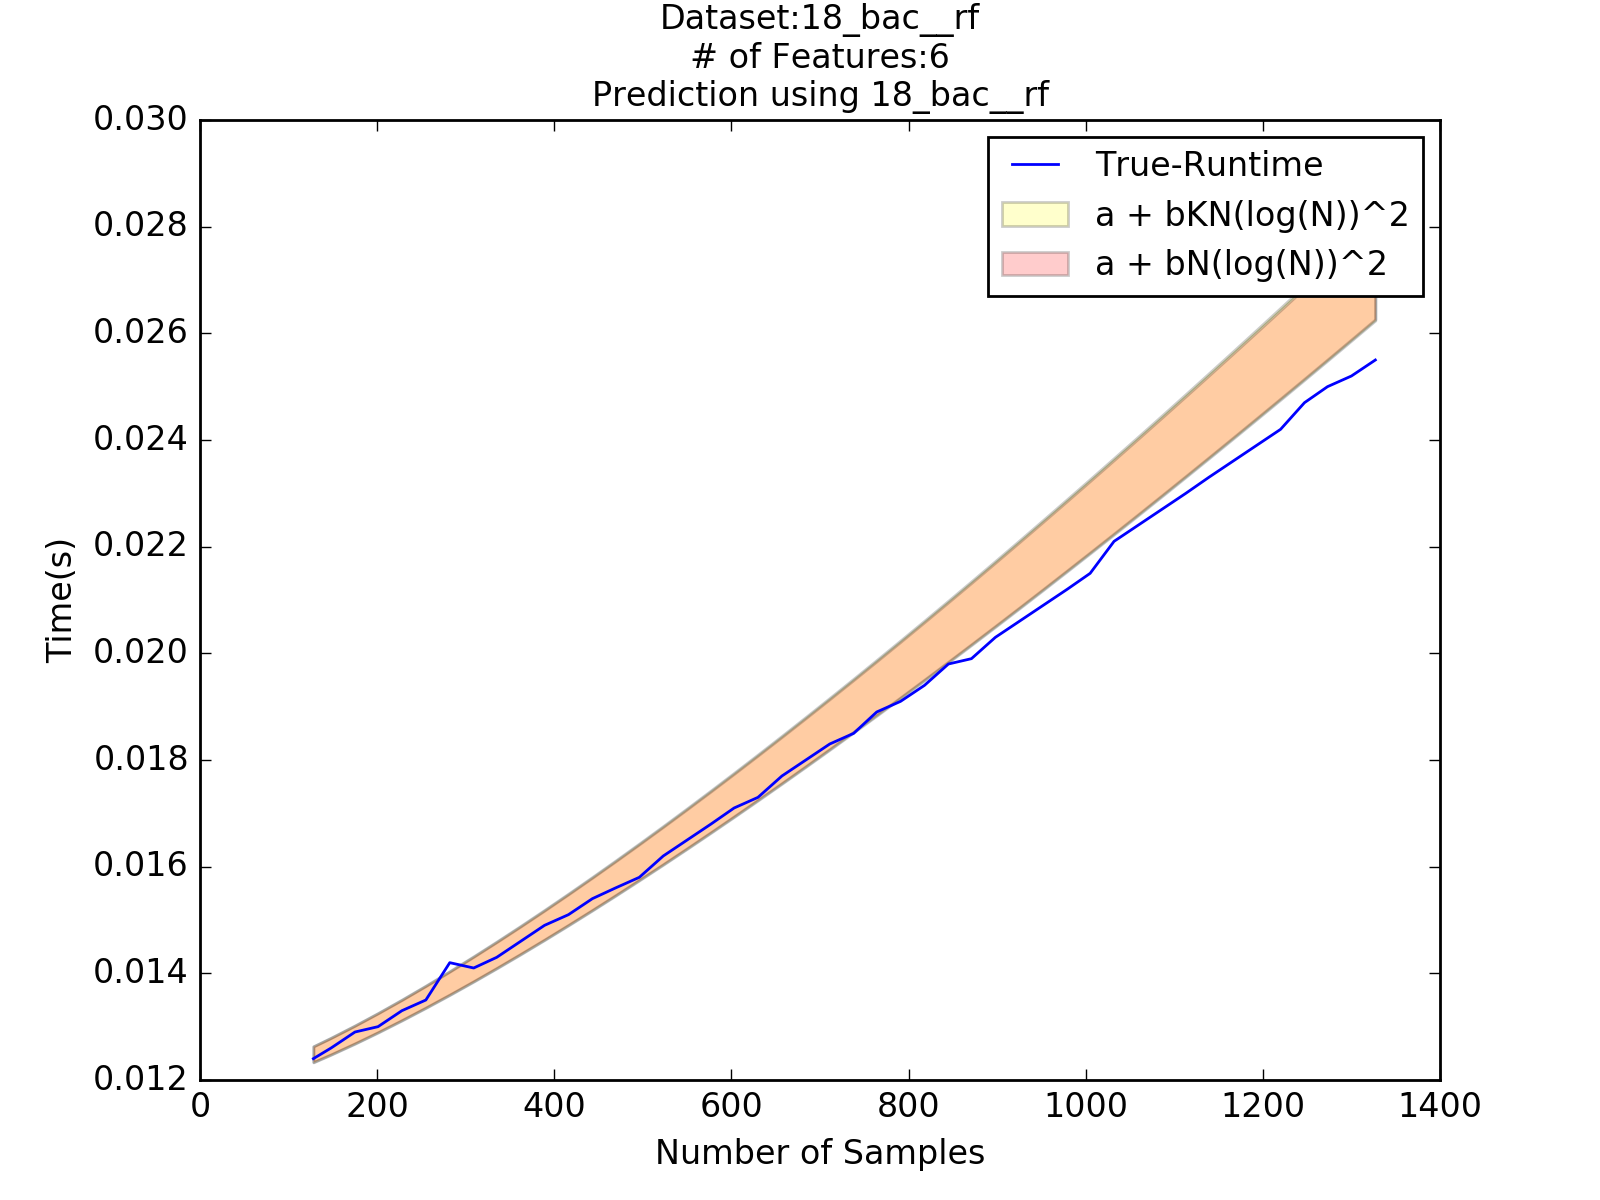 Dataset:18_bac__rf
# of Features:6
Prediction using 18_bac__rf
0.030
0.028
0.026
0.024
0.022
0.020
0.018
0.016
0.014
0.012
Time(s)
True-Runtime
a + bKN(log(N))^2
a + bN(log(N))^2
0 200 400 600 800 1000 1200 1400
Number of Samples